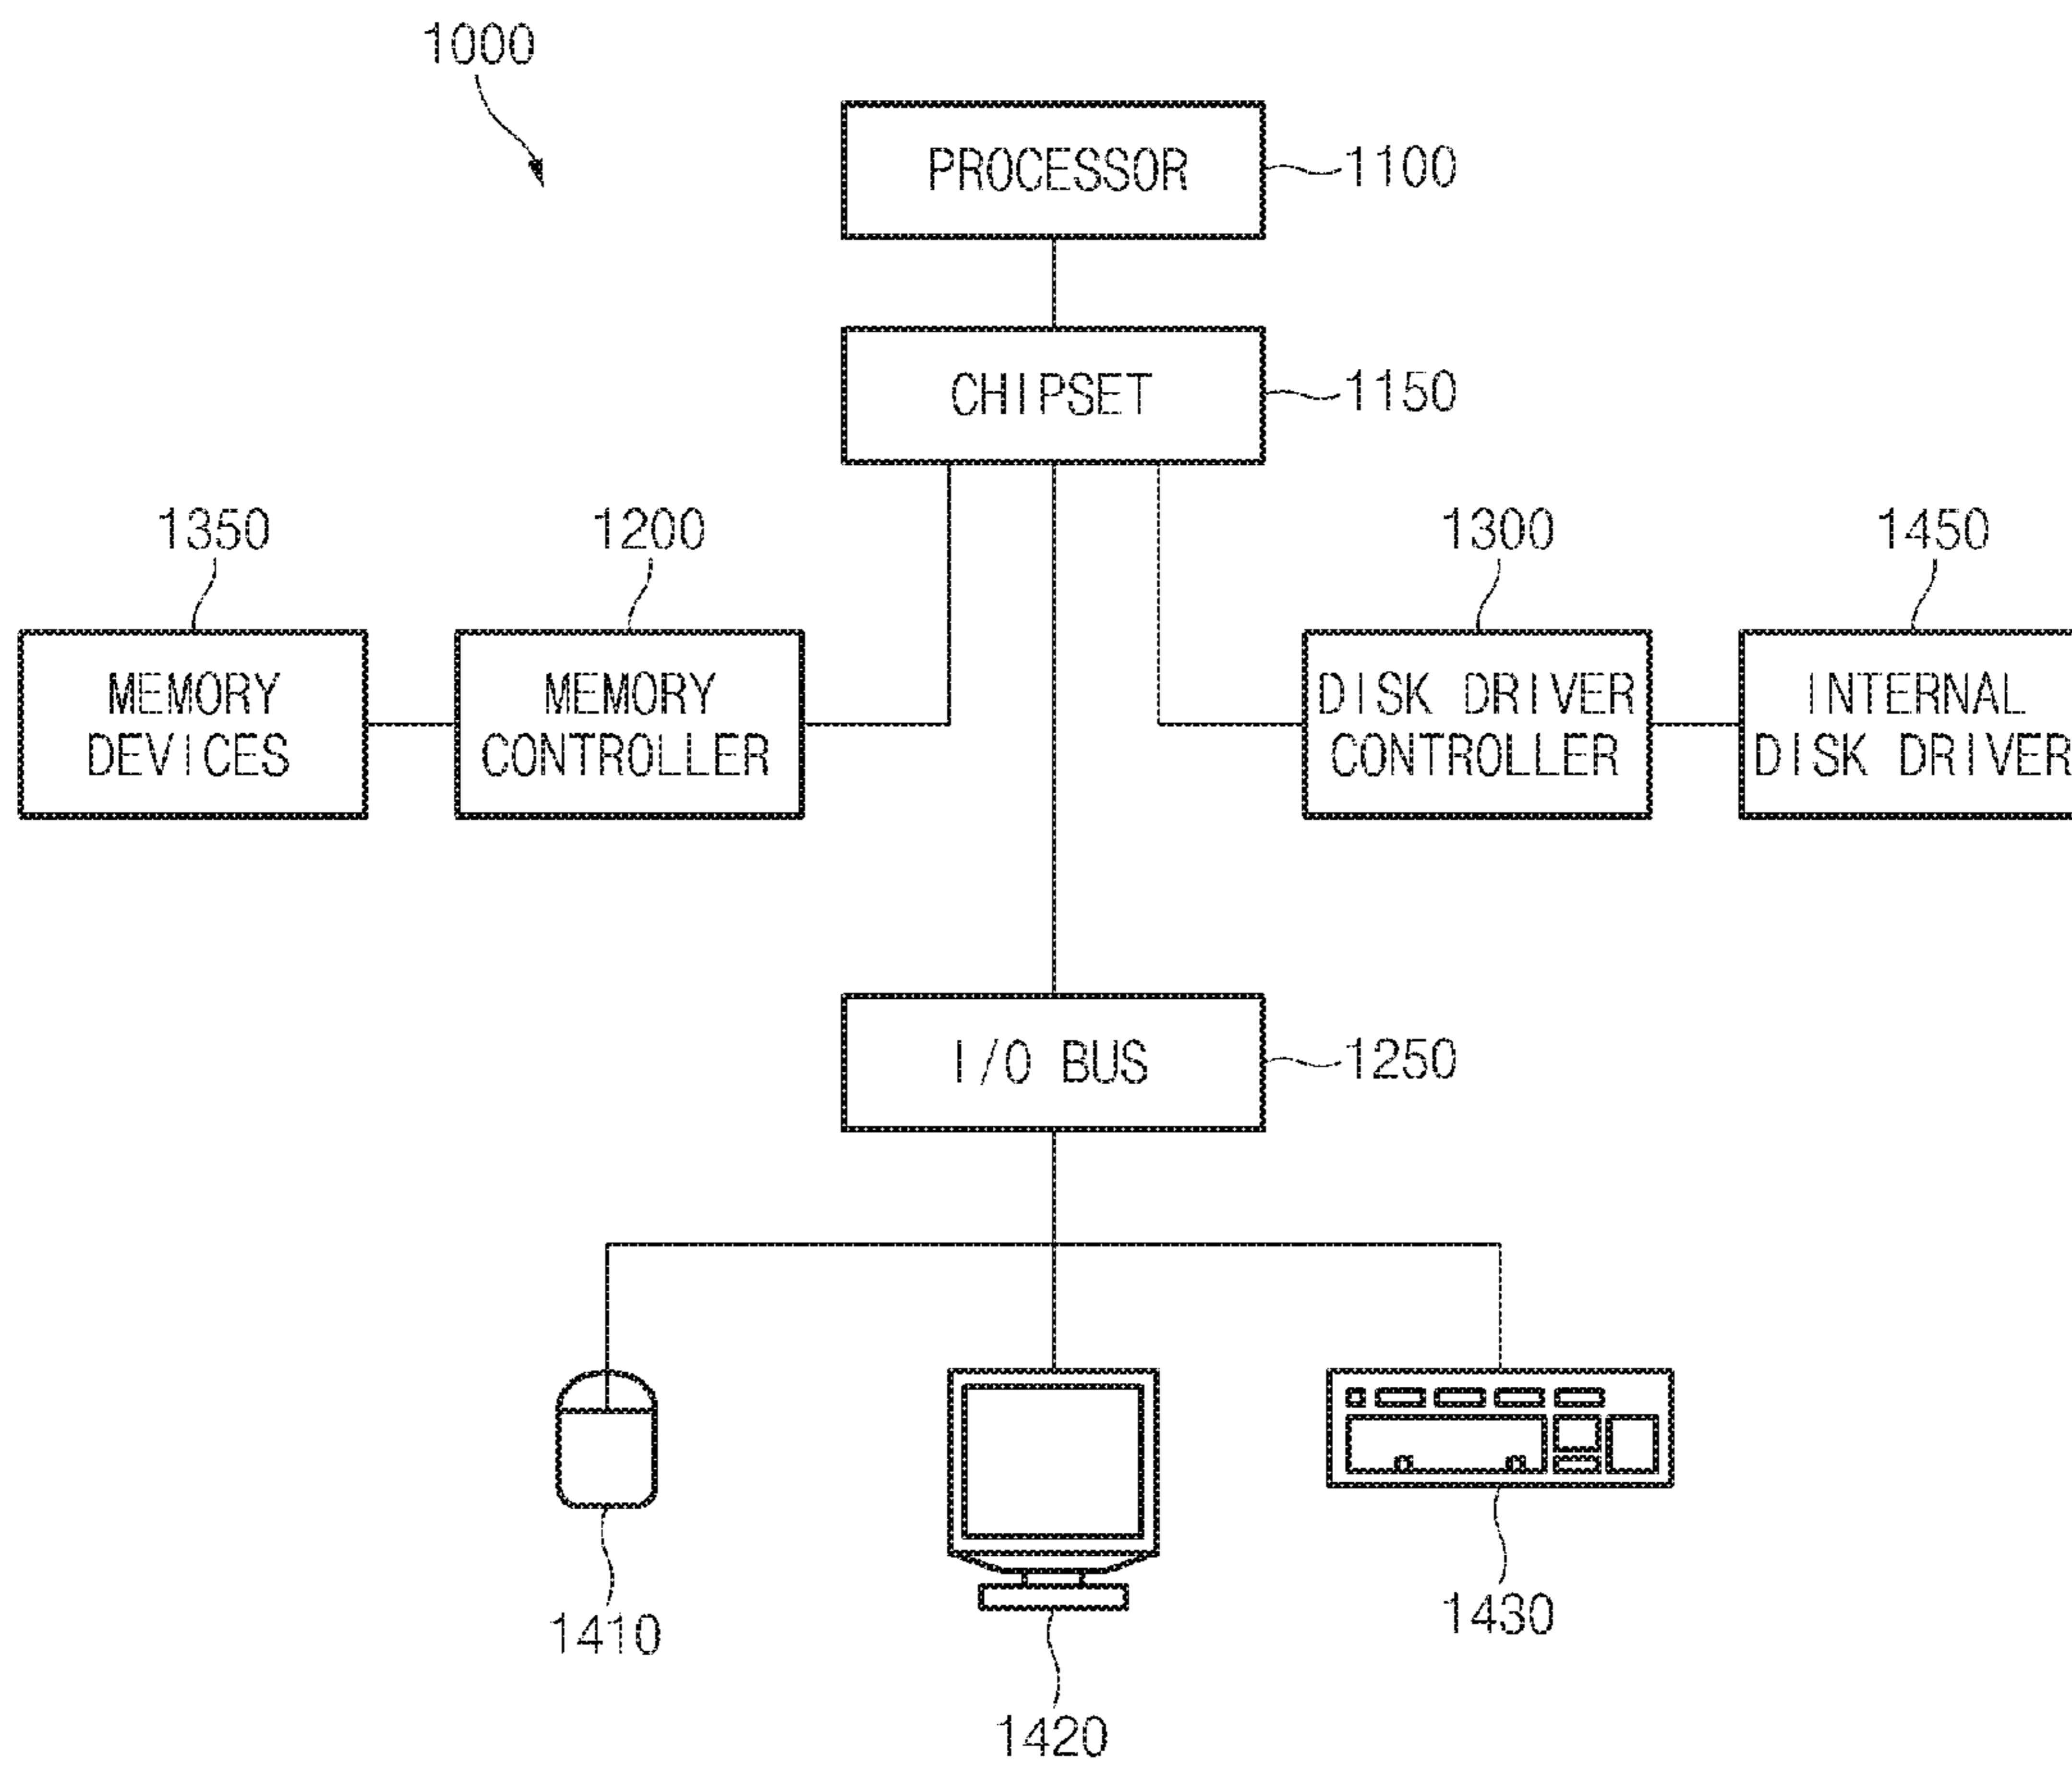 1000
PROCESSOR
1100
CHIPSET
1150
1350
1200
1300
1450
MEMORY
DEVICES
MEMORY
CONTROLLER
DISK DRIVER
CONTROLLER
INTERNAL
DISK DRIVER
I/O BUS
1250
1410
1420
1430